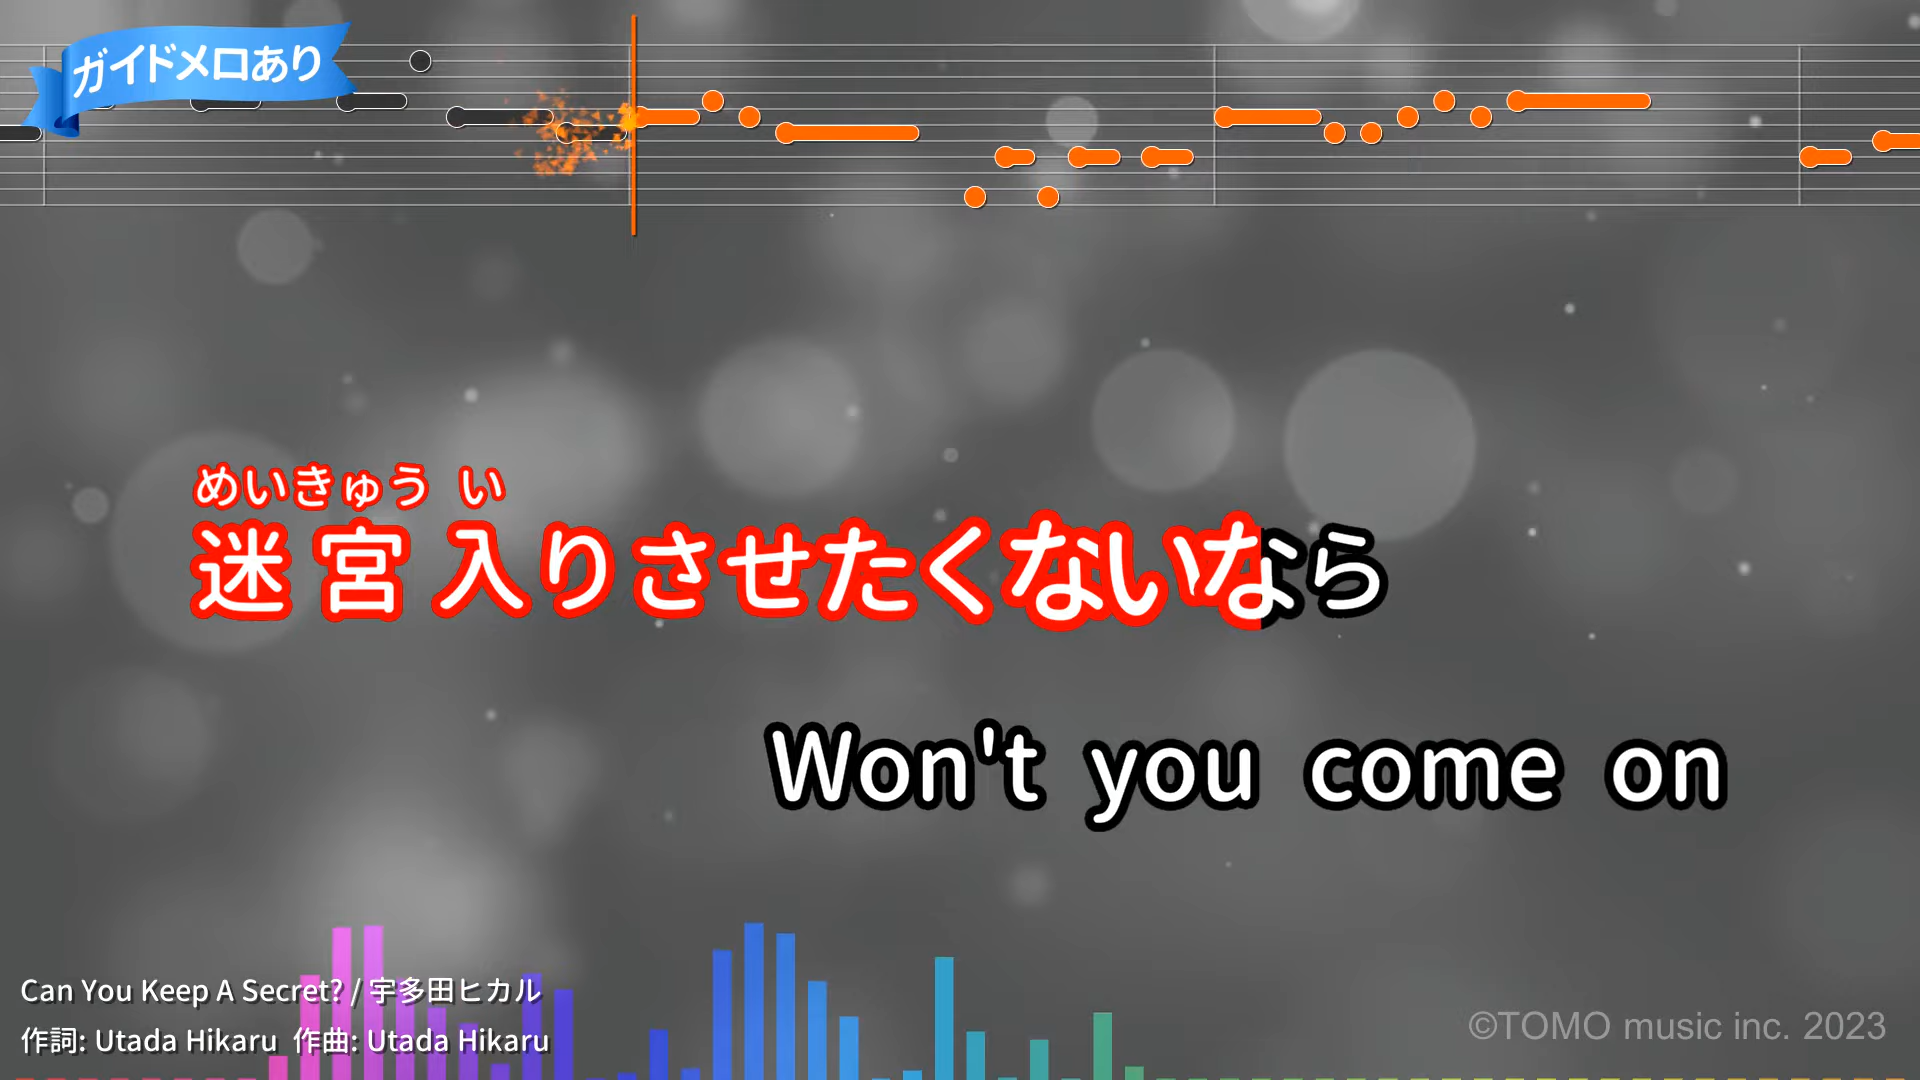 ガイドメロあり
めいきゅう い
迷宮入りさせたくないなら
Won't you come on
Can You Keep A Secret? / 宇多田ヒカル
作詞: Utada Hikaru 作曲: Utada Hikaru
©TOMO music inc. 2023